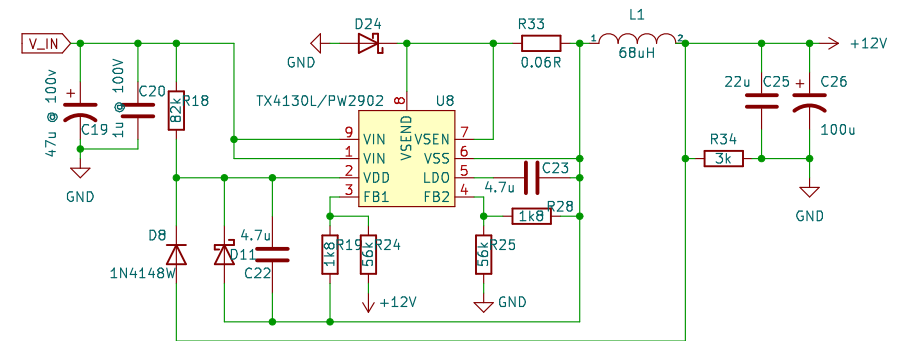 L1
D24
R33
V_IN
1
2
+12V
GND
0.06R
68uH
47u @ 100v
+
C19
1u @ 100V
C20
82k
R18
TX4130L/PW2902
U8
8
VSEND
22u
C25
+
C26
100u
9
VIN
VSEN
7
1
VIN
VSS
6
2
VDD
LDO
5
3
FB1
FB2
4
R34
3k
GND
C23
4.7u
R28
1k8
GND
D8
1N4148W
D11
4.7u
C22
1k8
R19
56k
R24
56k
R25
+12V
GND